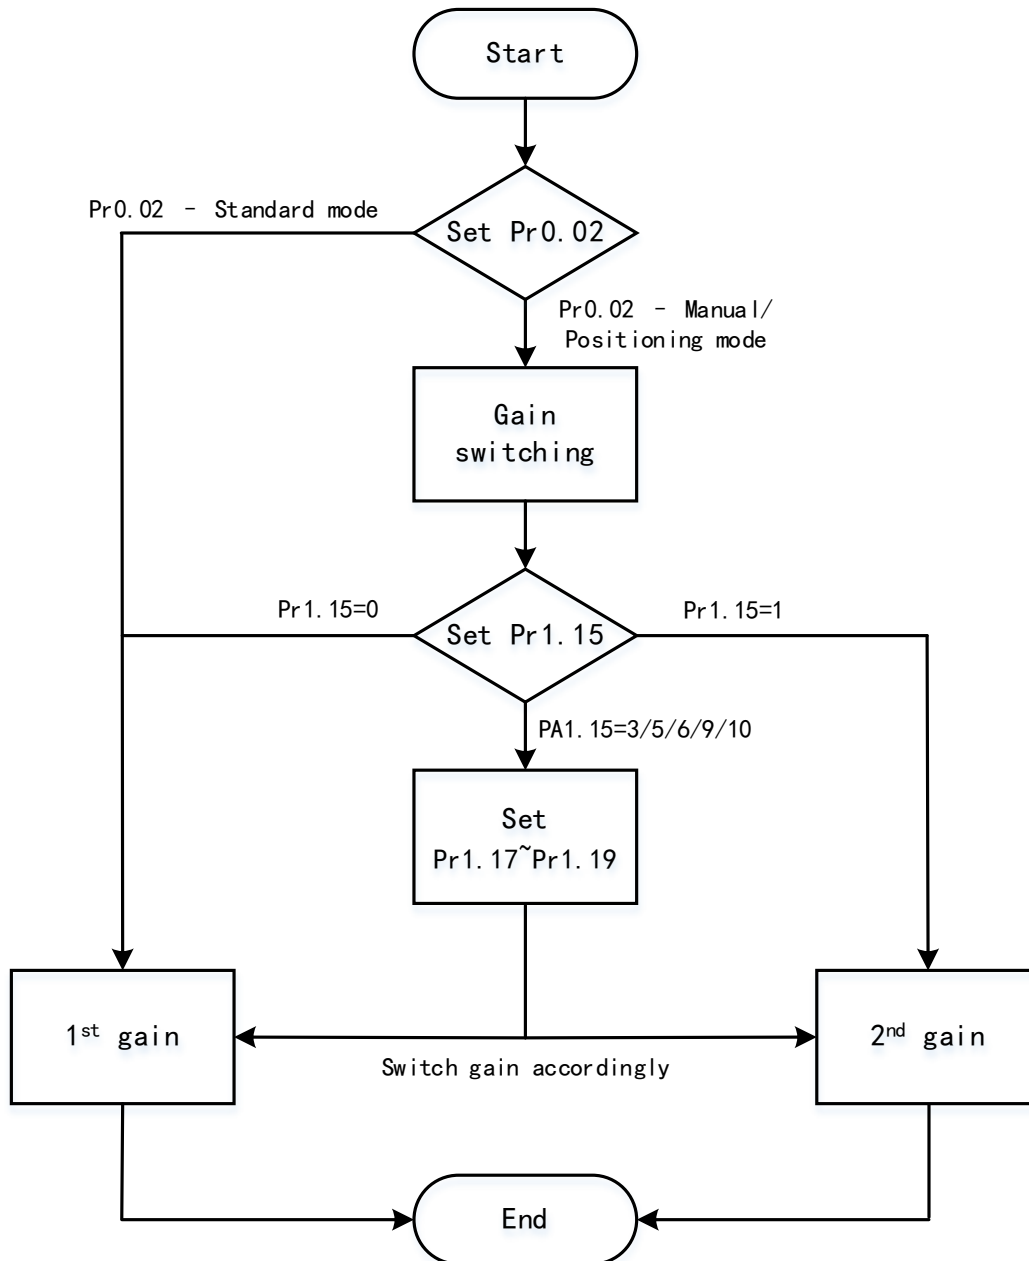 Start
Pr0.02 - Standard mode
Set Pr0.02
Pr0.02 - Manual/
Positioning mode
Gain
switching
Pr1.15=0
Set Pr1.15
Pr1.15=1
PA1.15=3/5/6/9/10
Set
Pr1.17~Pr1.19
1st gain
2nd gain
Switch gain accordingly
End